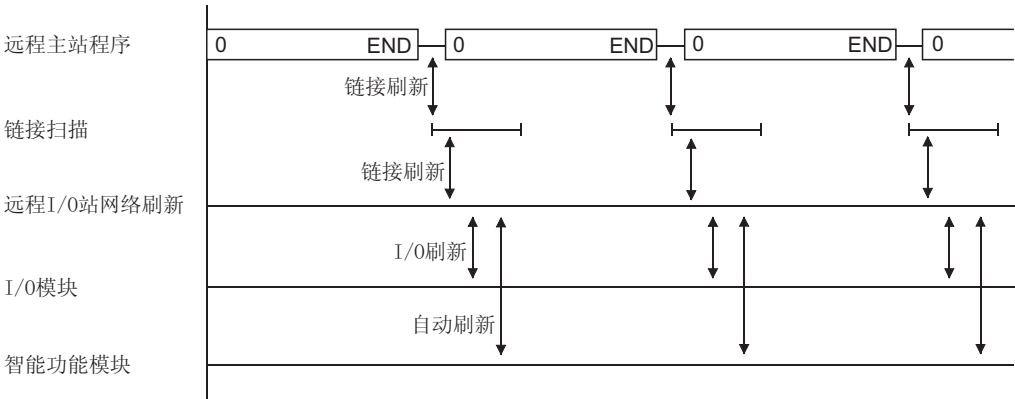 远程主站程序
0 END 0 END 0 END 0
链接刷新
链接扫描
链接刷新
远程I/O站网络刷新
I/O刷新
I/O模块
自动刷新
智能功能模块